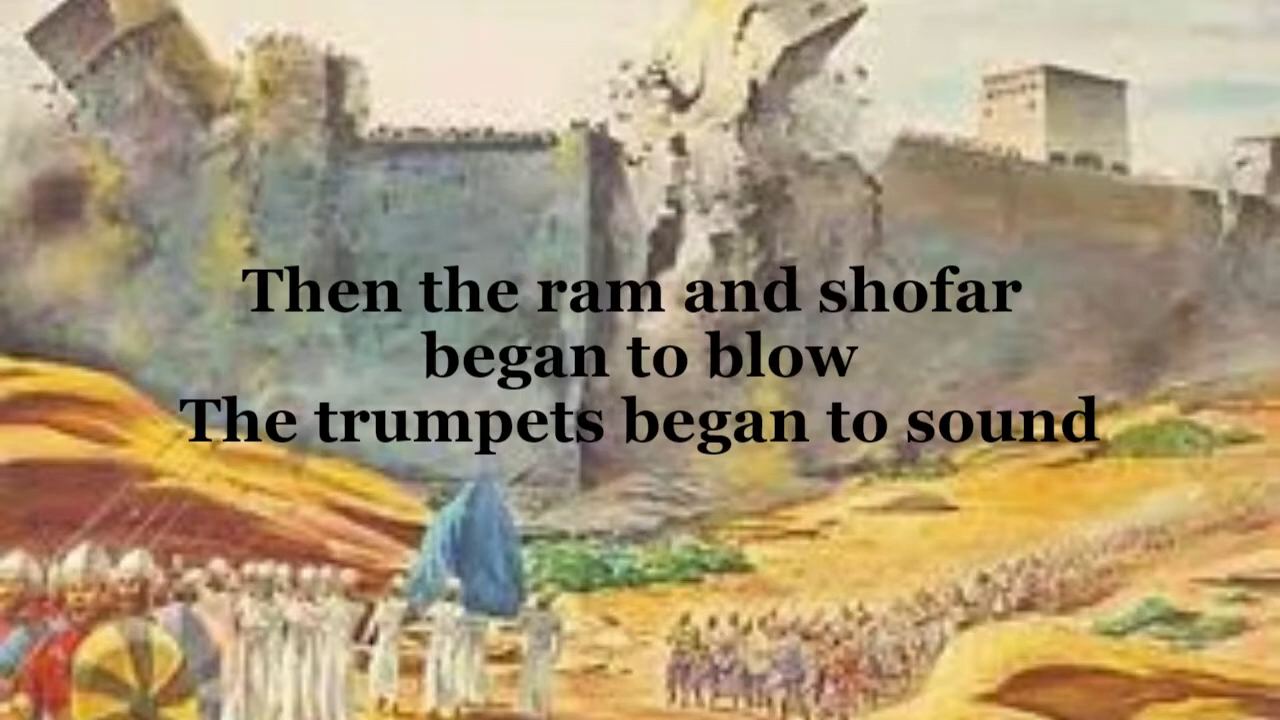 Then the ram and shofar
began to blow
The trumpets began to sound